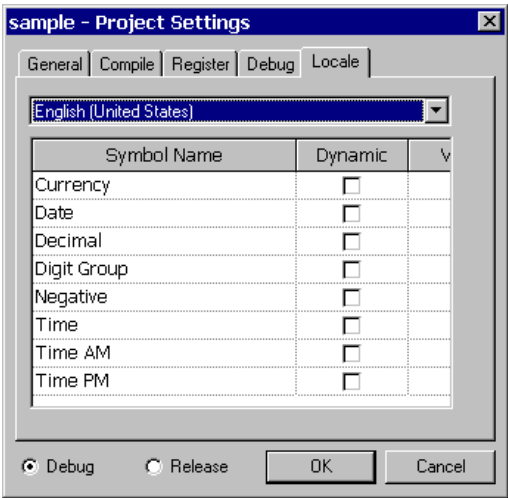 sample - Project Settings
General Compile Register Debug Locale
English (United States)
Symbol Name Dynamic V
Currency
Date
Decimal
Digit Group
Negative
Time
Time AM
Time PM
Debug Release OK Cancel